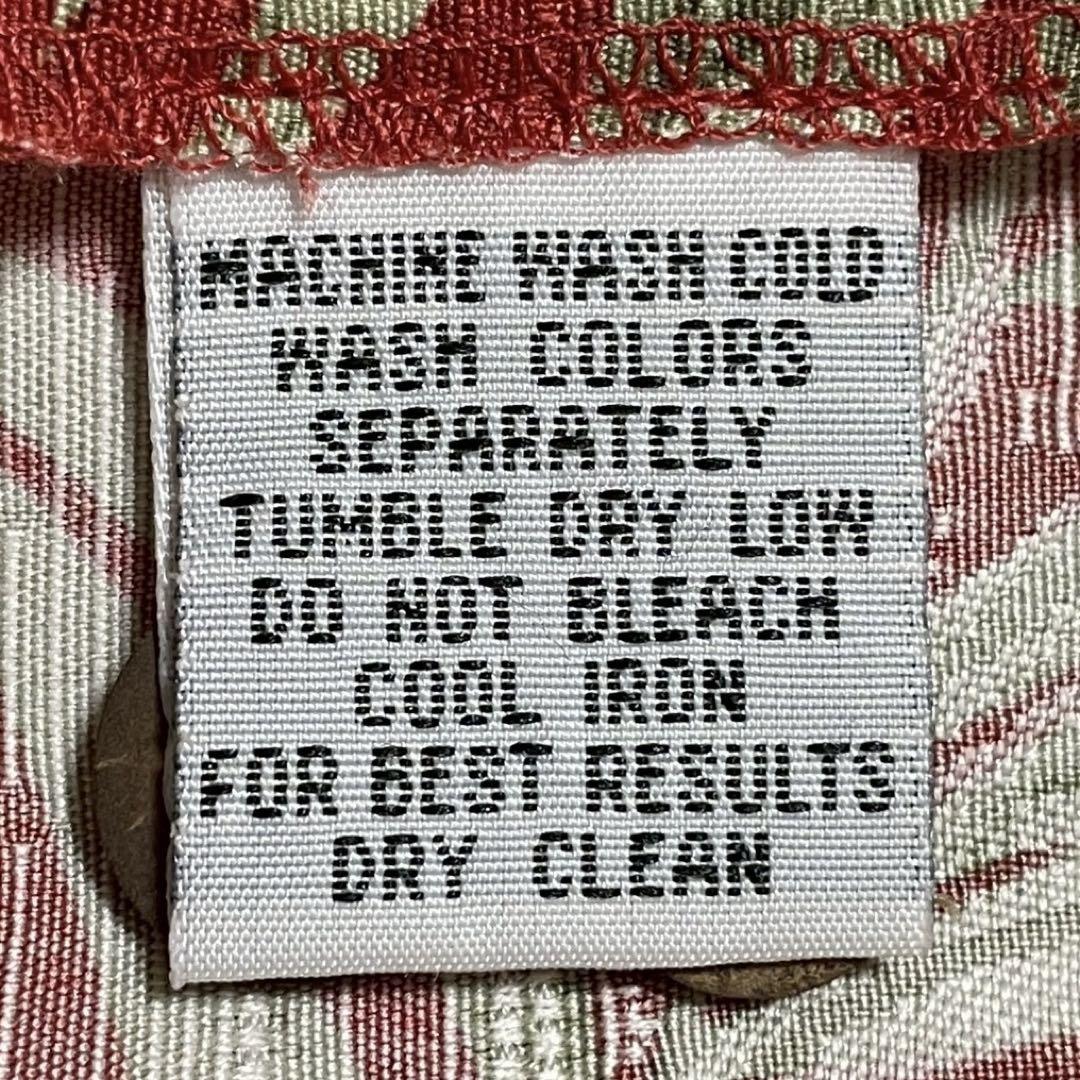 MACHINE WASH COLD
WASH COLORS
SEPARATELY
TUMBLE DRY LOW
DO NOT BLEACH
COOL IRON
FOR BEST RESULTS
DRY CLEAN